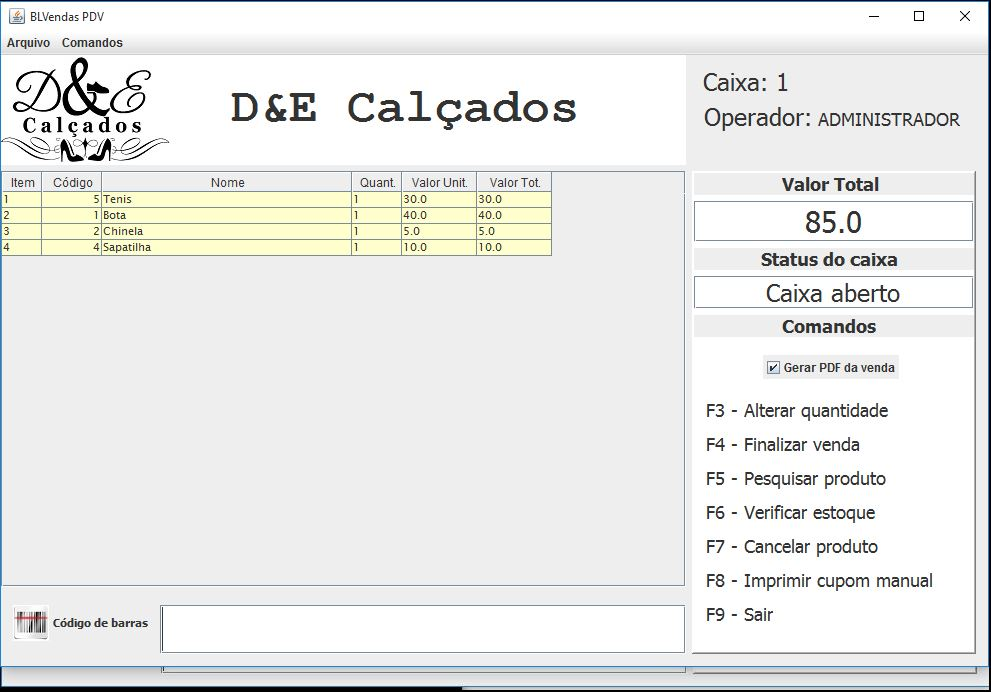 BLVendas PDV
Arquivo Comandos
D&E
Calçados
D&E Calçados
Caixa: 1
Operador: ADMINISTRADOR
Item Código Nome Quant. Valor Unit. Valor Tot.
1 5 Tenis 1 30.0 30.0
2 1 Bota 1 40.0 40.0
3 2 Chinela 1 5.0 5.0
4 4 Sapatilha 1 10.0 10.0
Valor Total
85.0
Status do caixa
Caixa aberto
Comandos
Gerar PDF da venda
F3 - Alterar quantidade
F4 - Finalizar venda
F5 - Pesquisar produto
F6 - Verificar estoque
F7 - Cancelar produto
F8 - Imprimir cupom manual
F9 - Sair
Código de barras